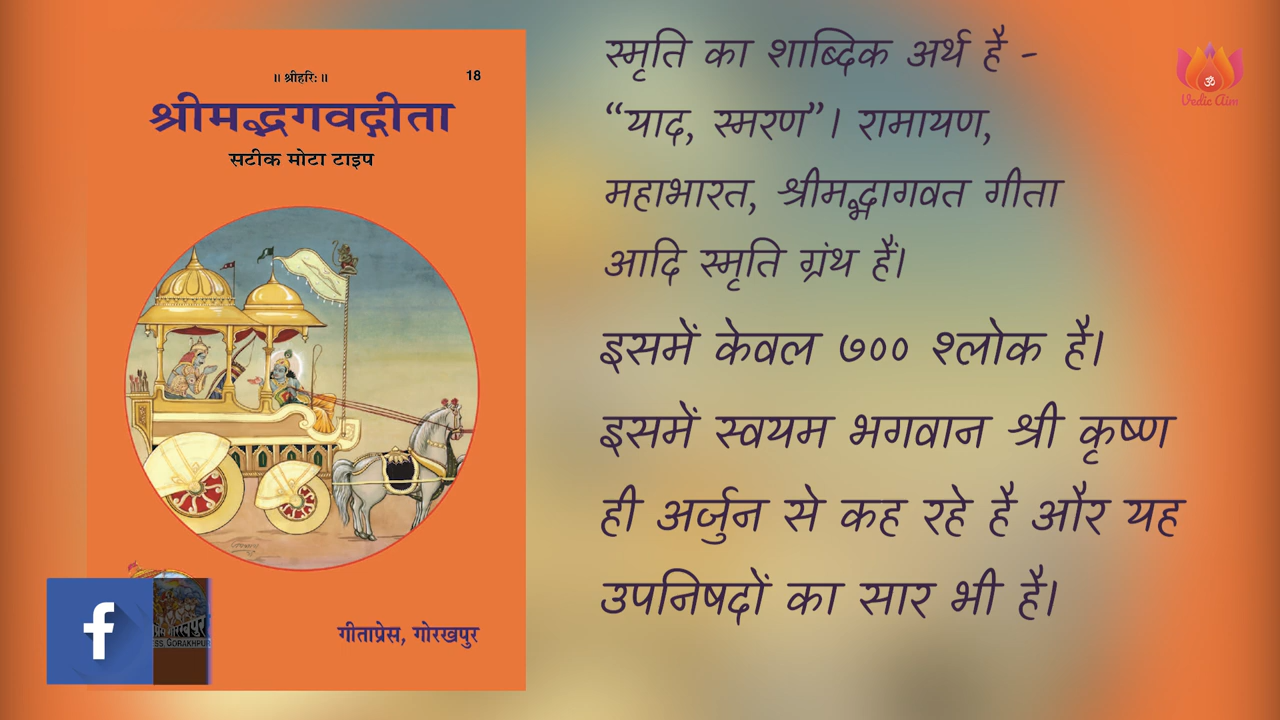 ॥ श्रीहरिः ॥
18
श्रीमद्भगवद्गीता
सटीक मोटा टाइप
गीताप्रेस, गोरखपुर
स्मृति का शाब्दिक अर्थ है -
“याद, स्मरण”। रामायण,
महाभारत, श्रीमद्भागवत गीता
आदि स्मृति ग्रंथ हैं।
इसमें केवल ७०० श्लोक है।
इसमें स्वयम भगवान श्री कृष्ण
ही अर्जुन से कह रहे है और यह
उपनिषदों का सार भी है।
ॐ
Vedic Aim
f
GORAKHPUR